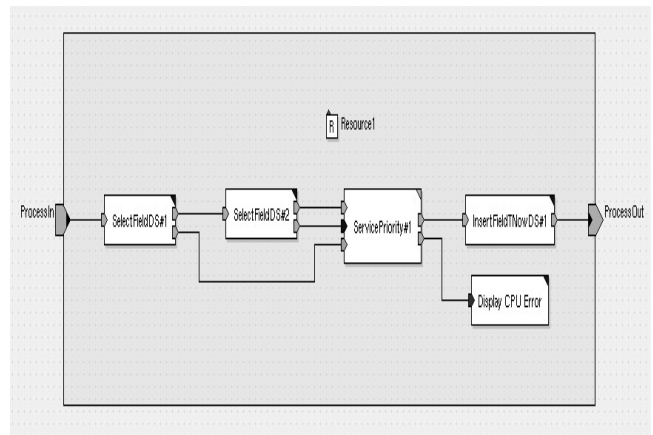 R Resource1
ProcessIn
SelectFieldDS#1
SelectFieldDS#2
ServicePriority#1
InsertFieldTNowDS#1
ProcessOut
Display CPU Error